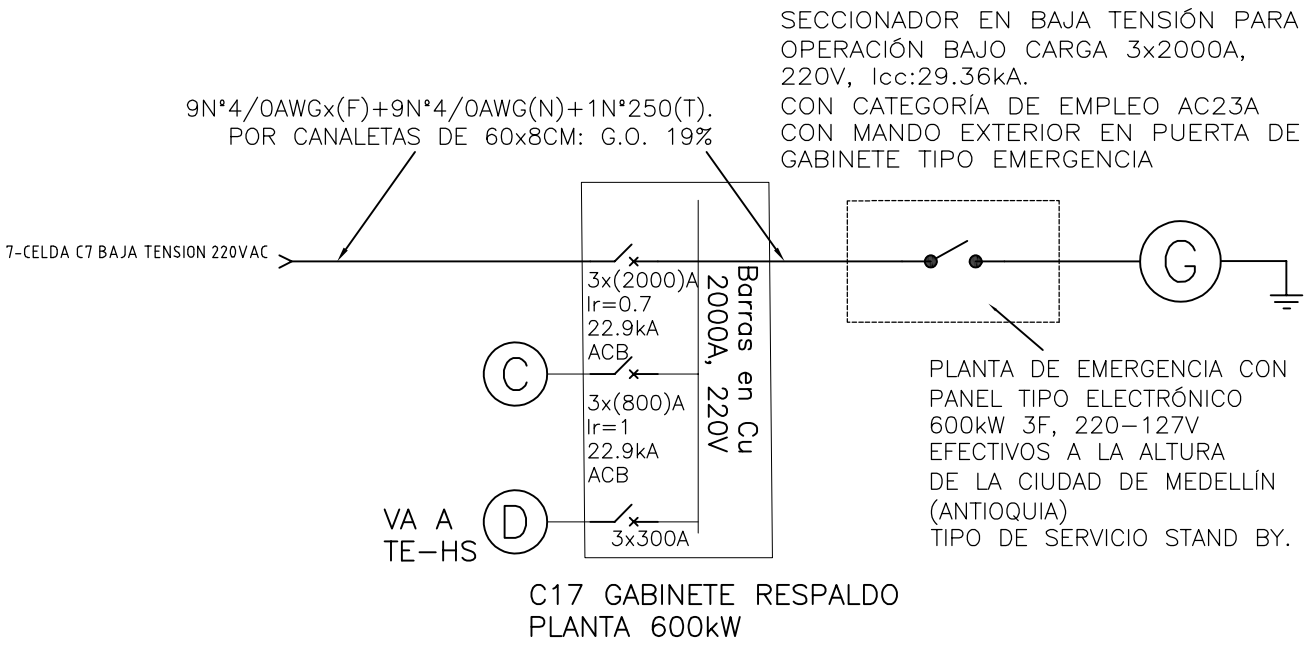 SECCIONADOR EN BAJA TENSIÓN PARA
OPERACIÓN BAJO CARGA 3x2000A,
220V, Icc:29.36kA.
CON CATEGORÍA DE EMPLEO AC23A
CON MANDO EXTERIOR EN PUERTA DE
GABINETE TIPO EMERGENCIA
9N°4/0AWGx(F)+9N°4/0AWG(N)+1N°250(T).
POR CANALETAS DE 60x8CM: G.O. 19%
7-CELDA C7 BAJA TENSION 220VAC
3x(2000)A
Ir=0.7
22.9kA
ACB
Barras en Cu
2000A, 220V
G
C
3x(800)A
Ir=1
22.9kA
ACB
VA A
TE-HS
D
3x300A
PLANTA DE EMERGENCIA CON
PANEL TIPO ELECTRÓNICO
600kW 3F, 220-127V
EFECTIVOS A LA ALTURA
DE LA CIUDAD DE MEDELLÍN
(ANTIOQUIA)
TIPO DE SERVICIO STAND BY.
C17 GABINETE RESPALDO
PLANTA 600kW